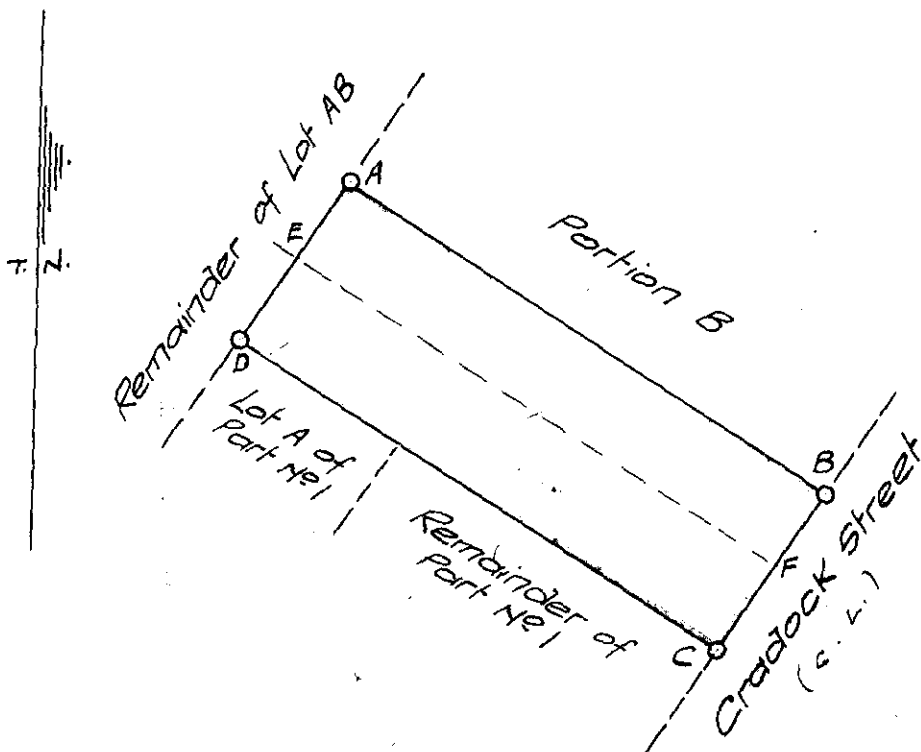 Remainder of Lot AB
A
Portion B
E
T. N.
D
Lot A of
Part No 1
B
Remainder of
Part No 1
F
C
Cradock Street